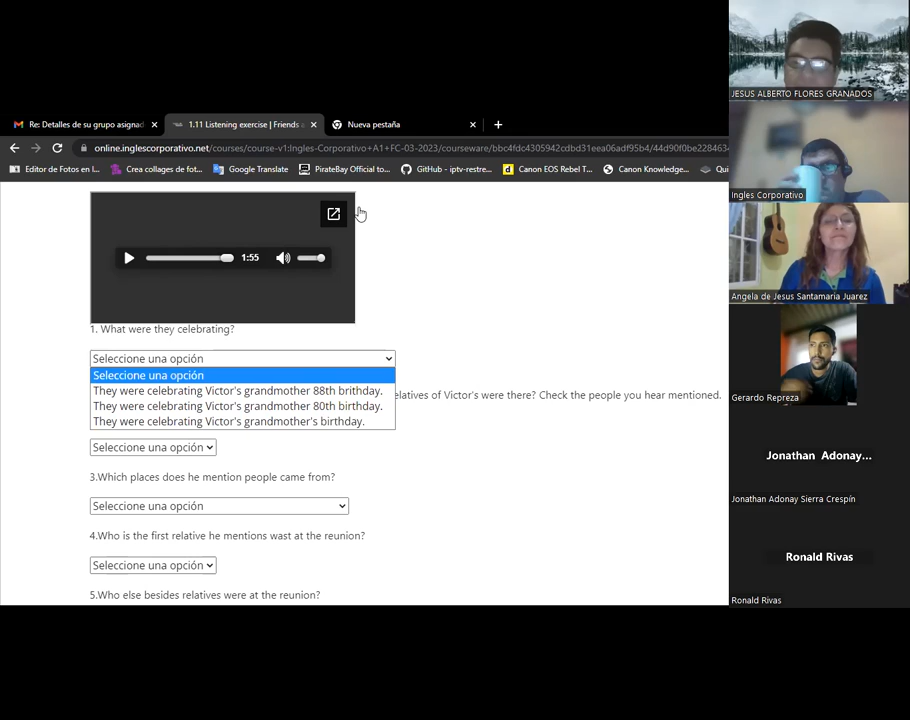 JESUS ALBERTO FLORES GRANADOS
Re: Detalles de su grupo asignad
1.11 Listening exercise | Friends a
Nueva pestaña
online.inglescorporativo.net/courses/course-v1:Ingles-Corporativo+A1+FC-03-2023/courseware/bbc4fdc4305942cdbd31eea06adf95b4/44d90f0be2284634
Editor de Fotos en l...
Crea collages de fot...
Google Translate
PirateBay Official to...
GitHub - iptv-restre...
Canon EOS Rebel T...
Canon Knowledge...
Qui
Ingles Corporativo
1:55
Angela de Jesus Santamaria Juarez
1. What were they celebrating?
Seleccione una opción
Seleccione una opción
They were celebrating Victor's grandmother 88th brithday.
They were celebrating Victor's grandmother 80th birthday.
They were celebrating Victor's grandmother's birthday.
elatives of Victor's were there? Check the people you hear mentioned.
Gerardo Repreza
Seleccione una opción
3.Which places does he mention people came from?
Seleccione una opción
Jonathan Adonay...
Jonathan Adonay Sierra Crespín
4.Who is the first relative he mentions wast at the reunion?
Seleccione una opción
Ronald Rivas
5.Who else besides relatives were at the reunion?
Ronald Rivas